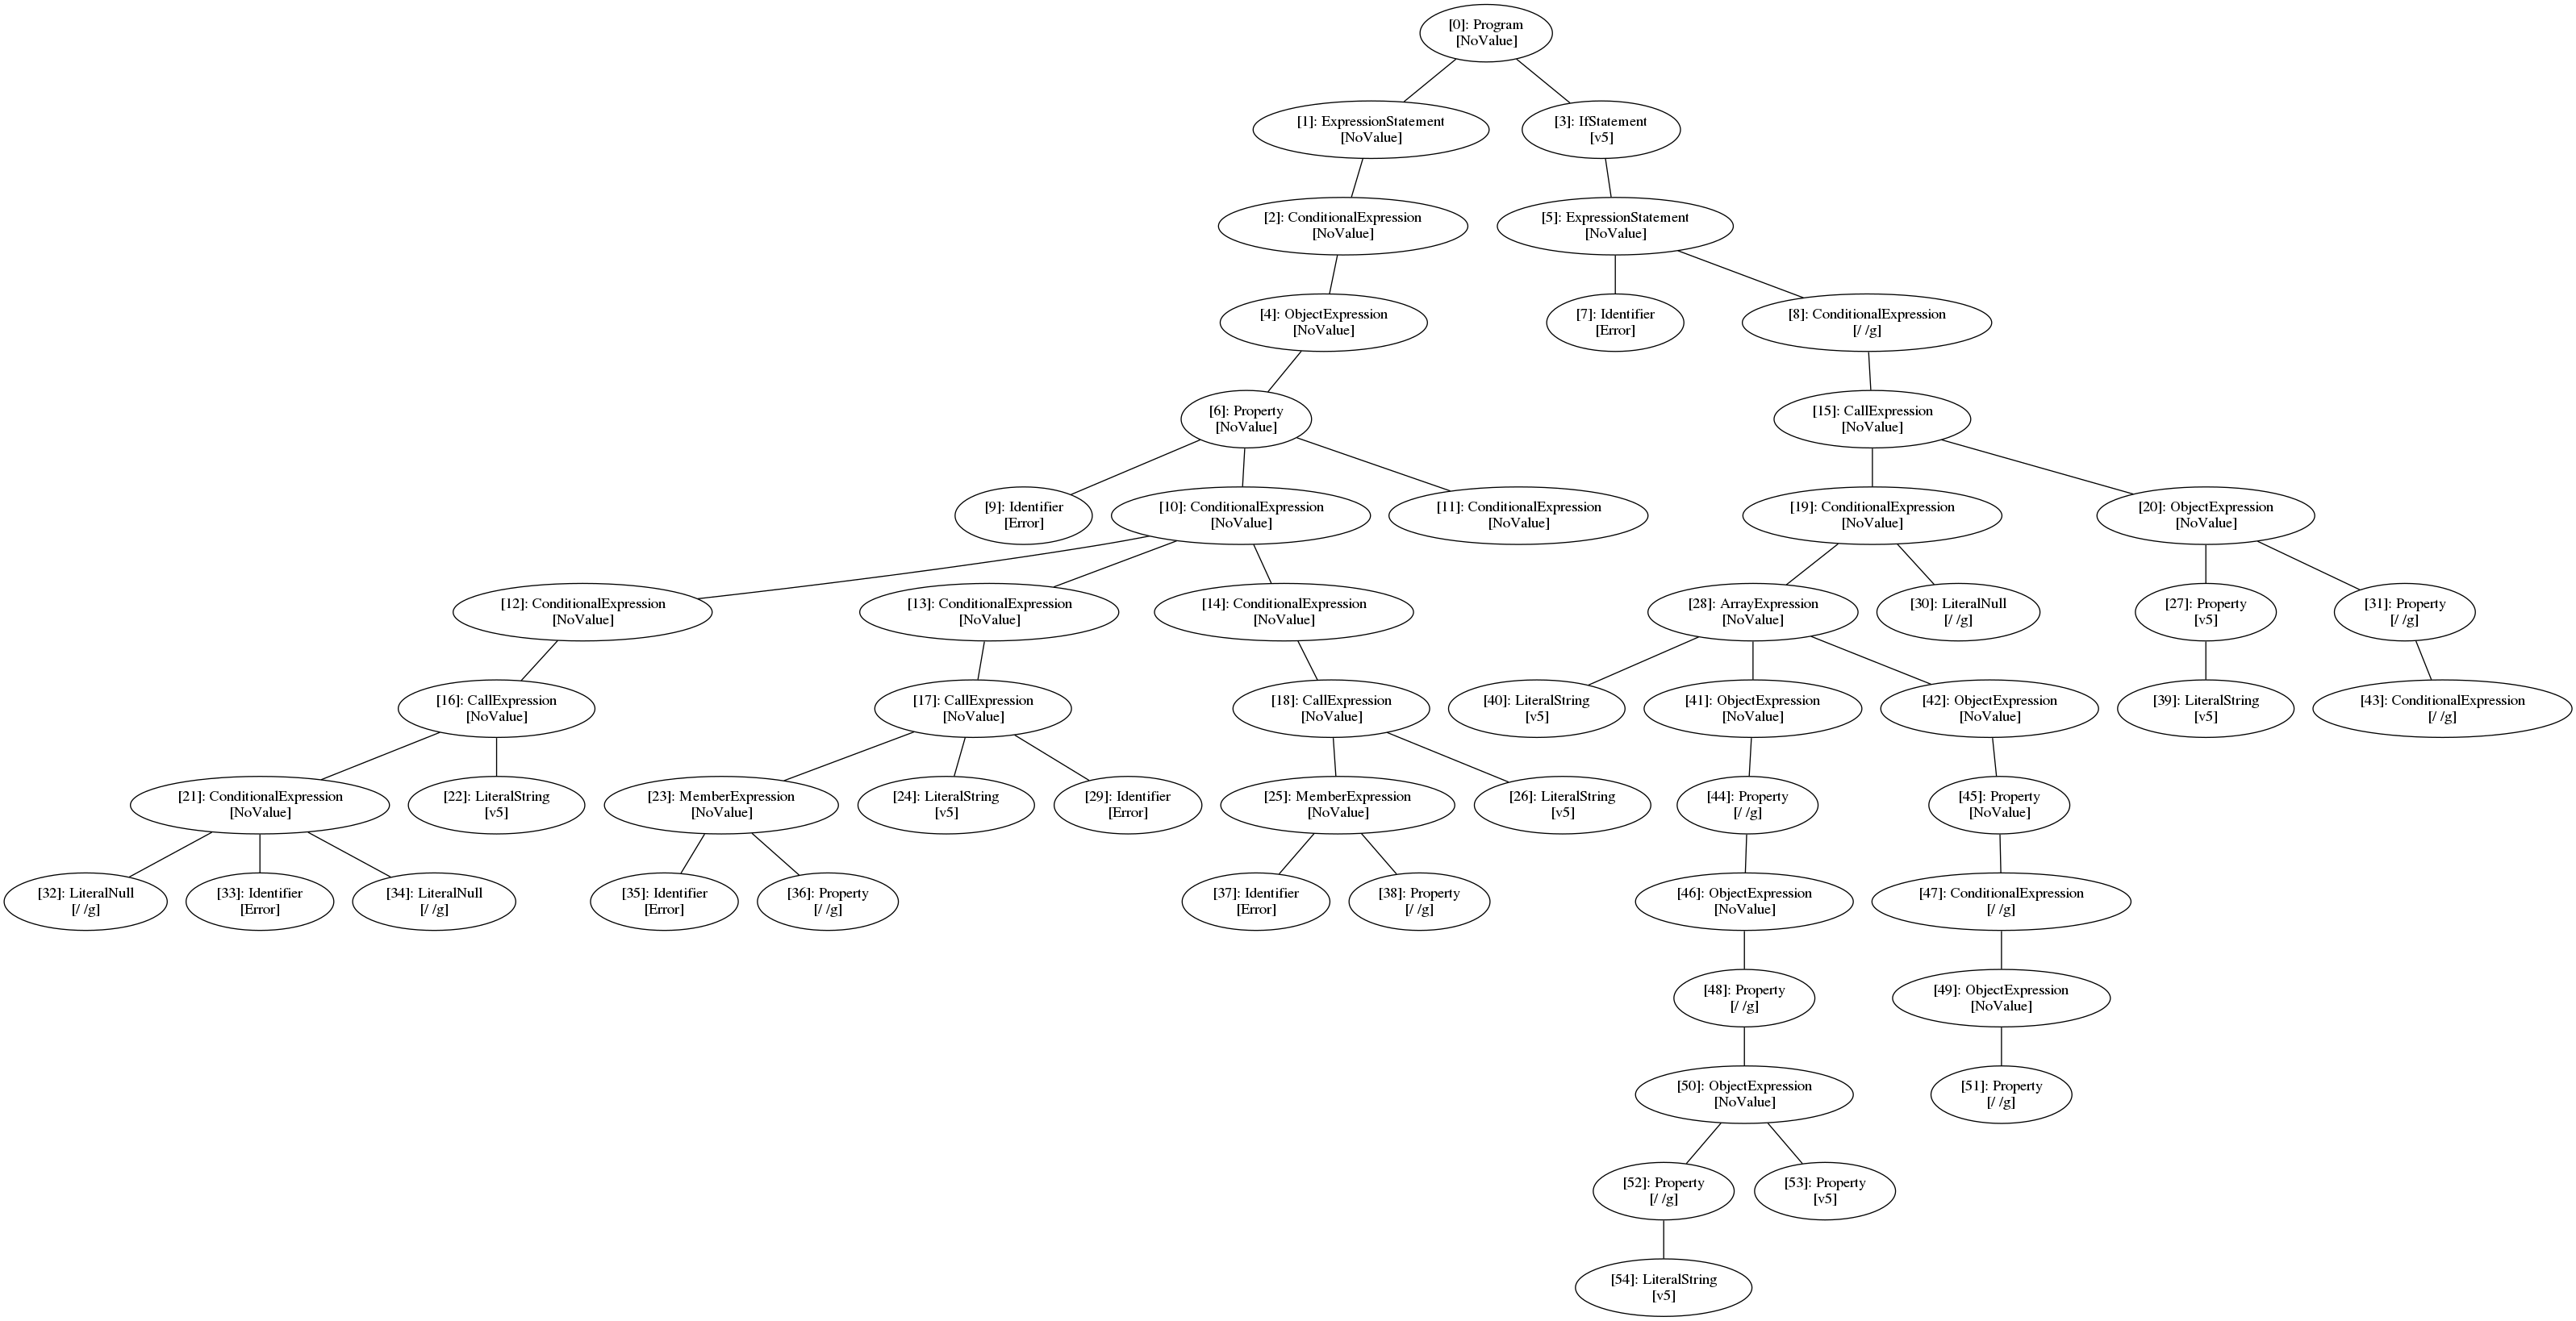 [0]: Program
[NoValue]
[1]: ExpressionStatement
[NoValue]
[3]: IfStatement
[v5]
[2]: ConditionalExpression
[NoValue]
[5]: ExpressionStatement
[NoValue]
[4]: ObjectExpression
[NoValue]
[7]: Identifier
[Error]
[8]: ConditionalExpression
[/ /g]
[6]: Property
[NoValue]
[15]: CallExpression
[NoValue]
[9]: Identifier
[Error]
[10]: ConditionalExpression
[NoValue]
[11]: ConditionalExpression
[NoValue]
[19]: ConditionalExpression
[NoValue]
[20]: ObjectExpression
[NoValue]
[12]: ConditionalExpression
[NoValue]
[13]: ConditionalExpression
[NoValue]
[14]: ConditionalExpression
[NoValue]
[28]: ArrayExpression
[NoValue]
[30]: LiteralNull
[/ /g]
[27]: Property
[v5]
[31]: Property
[/ /g]
[16]: CallExpression
[NoValue]
[17]: CallExpression
[NoValue]
[18]: CallExpression
[NoValue]
[40]: LiteralString
[v5]
[41]: ObjectExpression
[NoValue]
[42]: ObjectExpression
[NoValue]
[39]: LiteralString
[v5]
[43]: ConditionalExpression
[/ /g]
[21]: ConditionalExpression
[NoValue]
[22]: LiteralString
[v5]
[23]: MemberExpression
[NoValue]
[24]: LiteralString
[v5]
[29]: Identifier
[Error]
[25]: MemberExpression
[NoValue]
[26]: LiteralString
[v5]
[44]: Property
[/ /g]
[45]: Property
[NoValue]
[32]: LiteralNull
[/ /g]
[33]: Identifier
[Error]
[34]: LiteralNull
[/ /g]
[35]: Identifier
[Error]
[36]: Property
[/ /g]
[37]: Identifier
[Error]
[38]: Property
[/ /g]
[46]: ObjectExpression
[NoValue]
[47]: ConditionalExpression
[/ /g]
[48]: Property
[/ /g]
[49]: ObjectExpression
[NoValue]
[50]: ObjectExpression
[NoValue]
[51]: Property
[/ /g]
[52]: Property
[/ /g]
[53]: Property
[v5]
[54]: LiteralString
[v5]